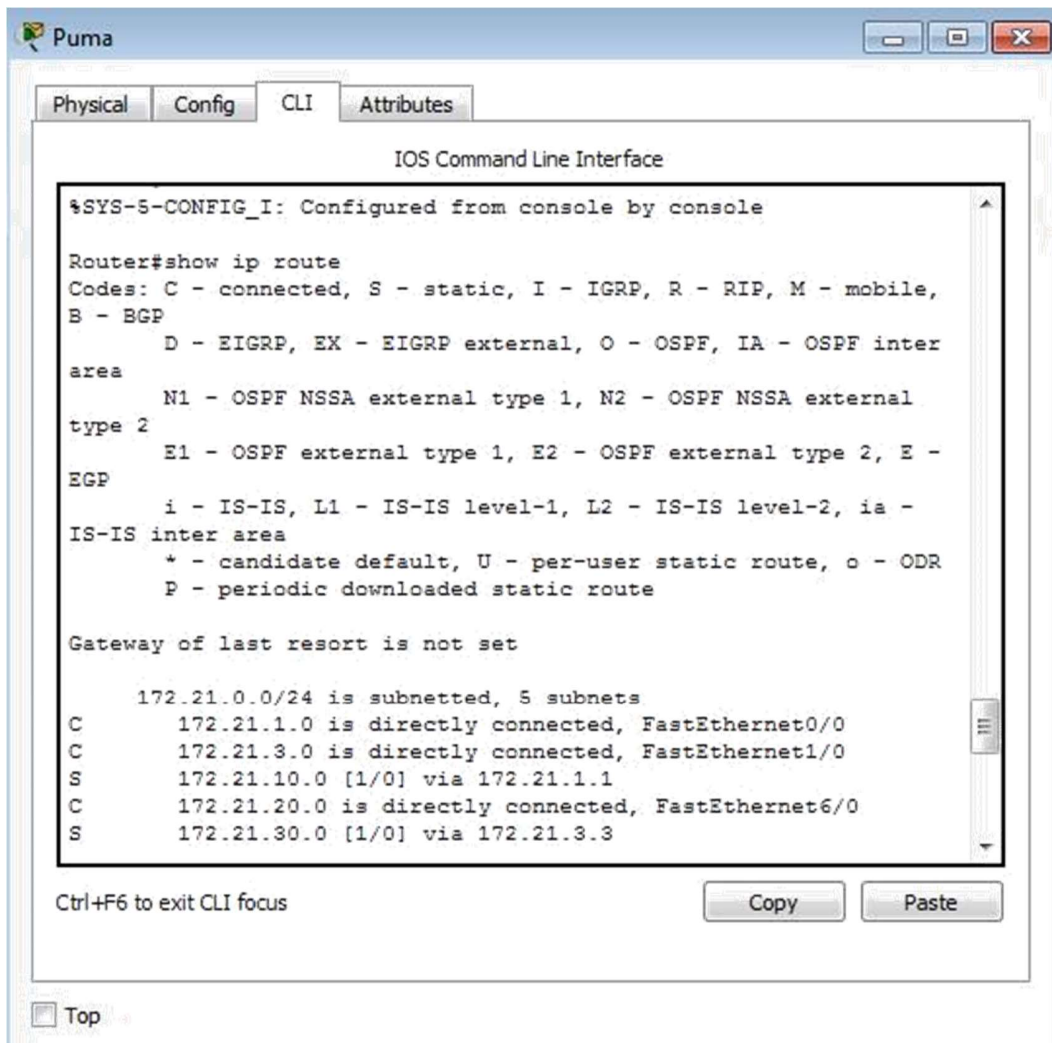 Puma
Physical Config CLI Attributes
IOS Command Line Interface
%SYS-5-CONFIG_I: Configured from console by console
Router#show ip route
Codes: C - connected, S - static, I - IGRP, R - RIP, M - mobile,
B - BGP
D - EIGRP, EX - EIGRP external, O - OSPF, IA - OSPF inter
area
N1 - OSPF NSSA external type 1, N2 - OSPF NSSA external
type 2
E1 - OSPF external type 1, E2 - OSPF external type 2, E -
EGP
i - IS-IS, L1 - IS-IS level-1, L2 - IS-IS level-2, ia -
IS-IS inter area
* - candidate default, U - per-user static route, o - ODR
P - periodic downloaded static route
Gateway of last resort is not set
172.21.0.0/24 is subnetted, 5 subnets
C 172.21.1.0 is directly connected, FastEthernet0/0
C 172.21.3.0 is directly connected, FastEthernet1/0
S 172.21.10.0 [1/0] via 172.21.1.1
C 172.21.20.0 is directly connected, FastEthernet6/0
S 172.21.30.0 [1/0] via 172.21.3.3
Ctrl+F6 to exit CLI focus
Copy Paste
Top